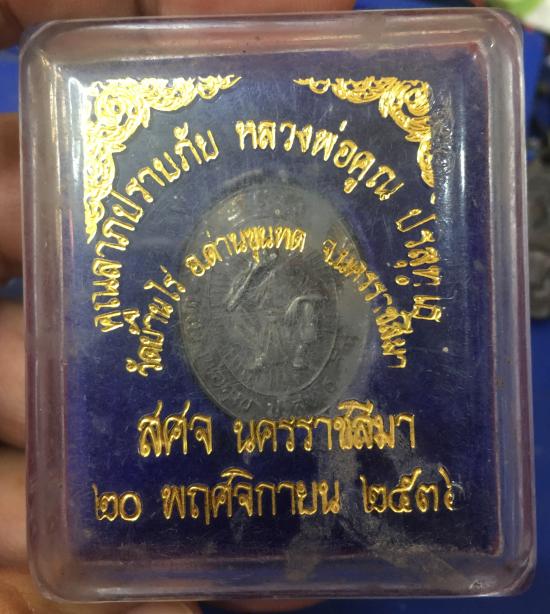 คูณลาภปราบภัย หลวงพ่อคูณ ปริสุทฺโธ
วัดบ้านไร่ อ.ด่านขุนทด จ.นครราชสีมา
สศจ นครราชสีมา
๒๐ พฤศจิกายน ๒๕๓๖